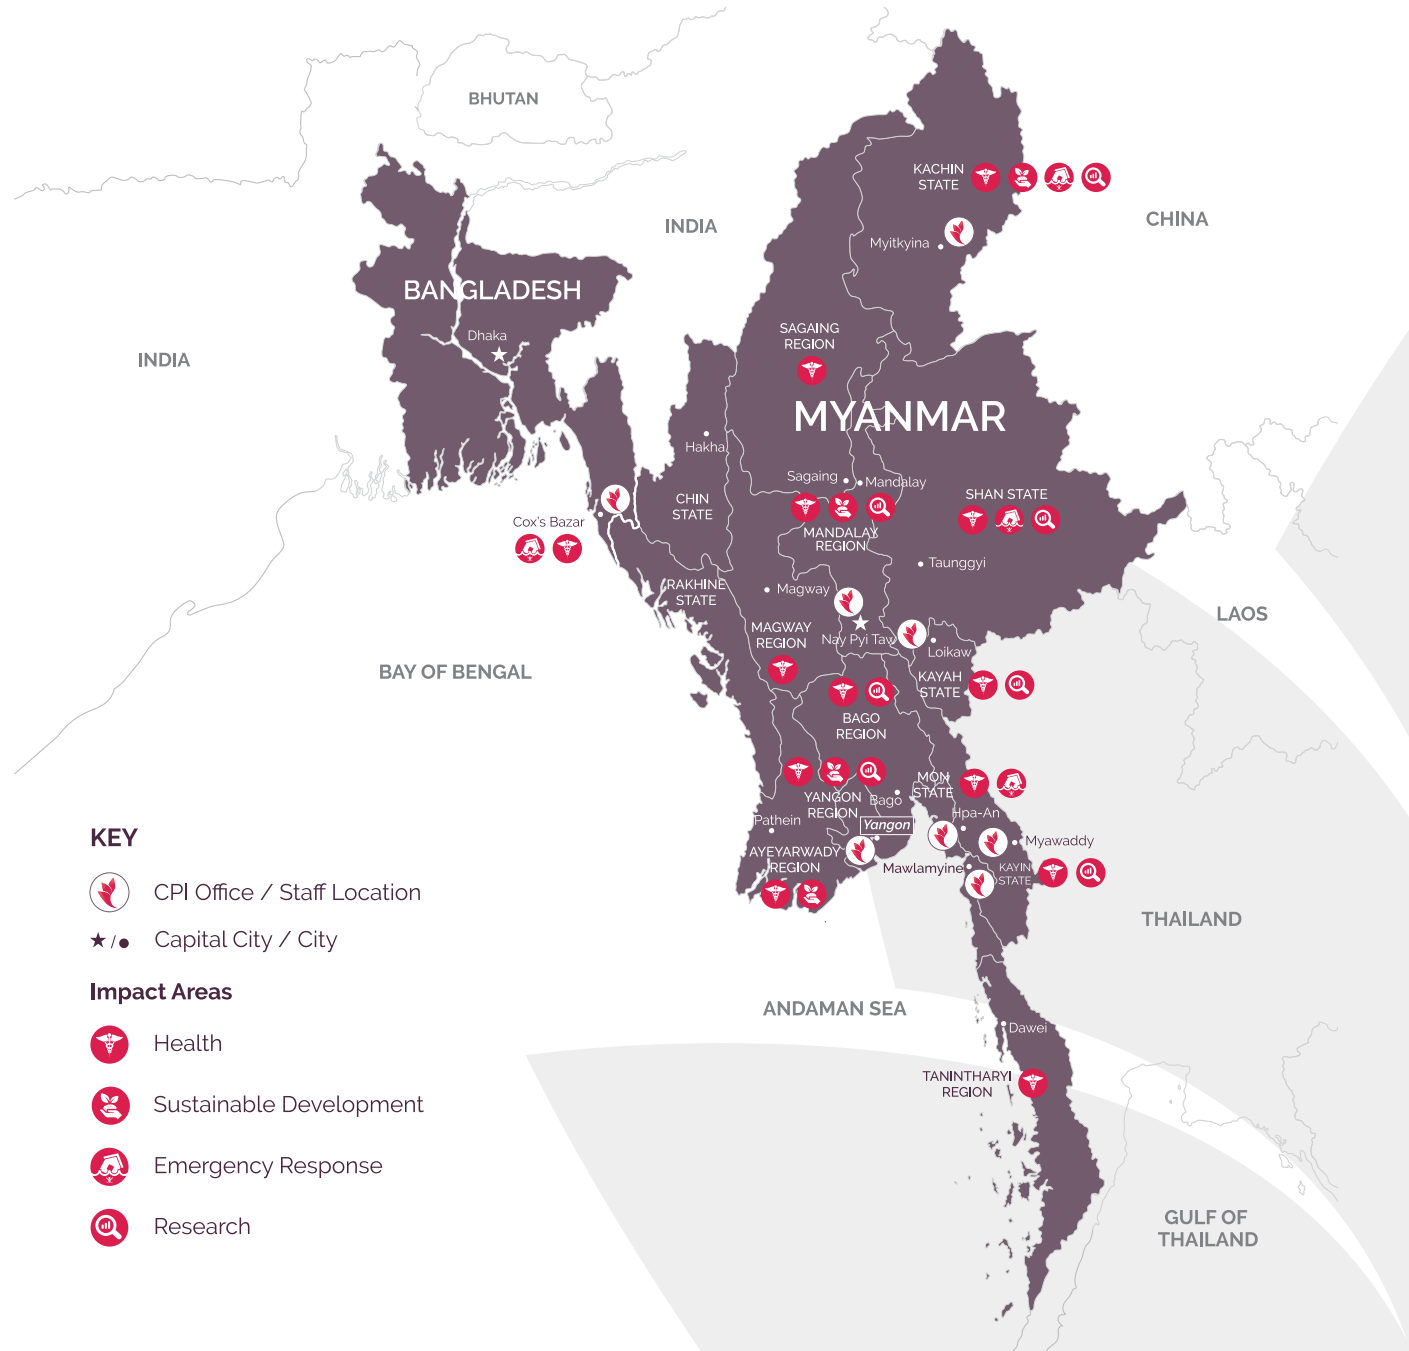 BHUTAN
KACHIN
STATE
INDIA
CHINA
Myitkyina
BANGLADESH
Dhaka
SAGAING
REGION
INDIA
MYANMAR
Hakha
Sagaing
Mandalay
CHIN
STATE
SHAN STATE
Cox's Bazar
MANDALAY
REGION
Taunggyi
RAKHINE
STATE
Magway
LAOS
MAGWAY
REGION
Nay Pyi Taw
Loikaw
BAY OF BENGAL
KAYAH
STATE
BAGO
REGION
MON
STATE
YANGON
REGION
Bago
Hpa-An
Pathein
Yangon
Myawaddy
AYEYARWADY
REGION
Mawlamyine
KAYIN
STATE
THAILAND
ANDAMAN SEA
Dawei
TANINTHARYI
REGION
GULF OF
THAILAND
KEY
CPI Office / Staff Location
★ / ● Capital City / City
Impact Areas
Health
Sustainable Development
Emergency Response
Research